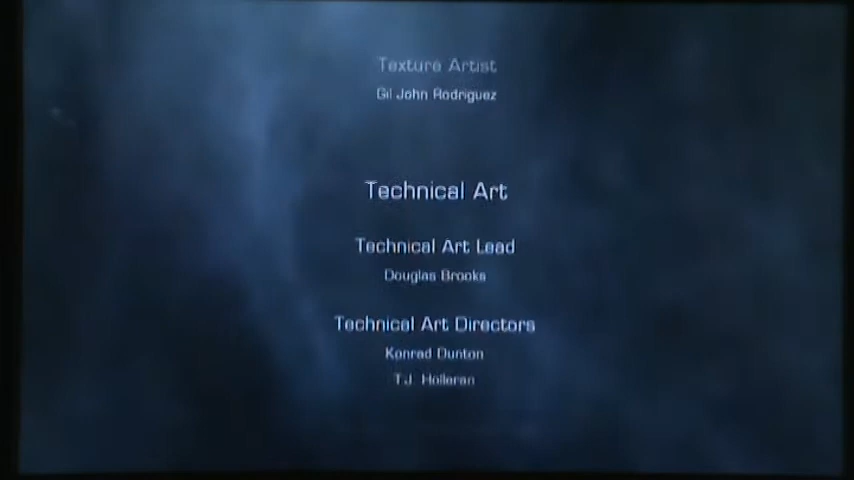 Texture Artist
Gil John Rodriguez
Technical Art
Technical Art Lead
Douglas Brooks
Technical Art Directors
Konrad Dunton
T.J. Holleran